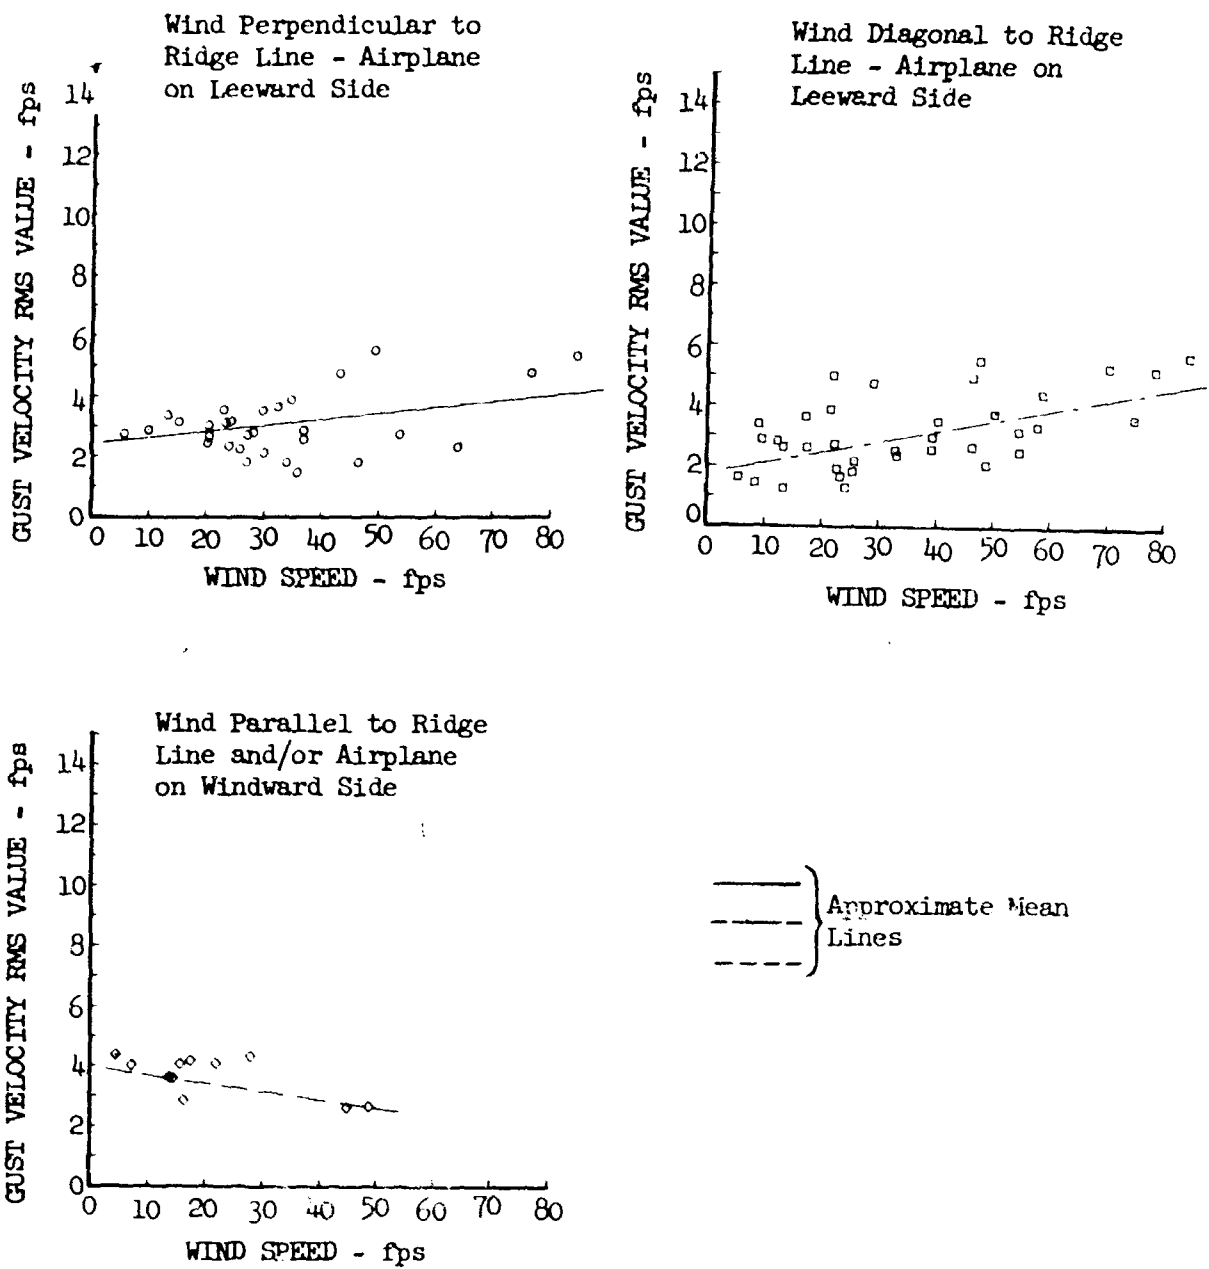 Wind Perpendicular to
Ridge Line - Airplane
on Leeward Side
GUST VELOCITY RMS VALUE - fps
14
12
10
8
6
4
2
0
0 10 20 30 40 50 60 70 80
WIND SPEED - fps
Wind Diagonal to Ridge
Line - Airplane on
Leeward Side
GUST VELOCITY RMS VALUE - fps
14
12
10
8
6
4
2
0
0 10 20 30 40 50 60 70 80
WIND SPEED - fps
Wind Parallel to Ridge
Line and/or Airplane
on Windward Side
GUST VELOCITY RMS VALUE - fps
14
12
10
8
6
4
2
0
0 10 20 30 40 50 60 70 80
WIND SPEED - fps
Approximate Mean
Lines